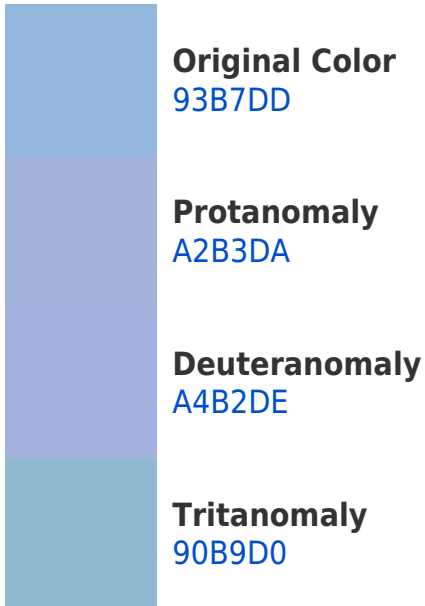 Original Color
93B7DD
Protanomaly
A2B3DA
Deuteranomaly
A4B2DE
Tritanomaly
90B9D0